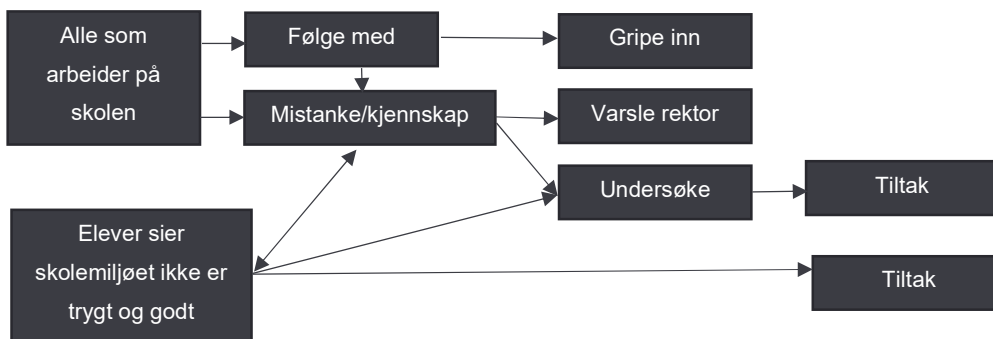 Alle som
arbeider på
skolen
Følge med
Gripe inn
Mistanke/kjennskap
Varsle rektor
Undersøke
Tiltak
Elever sier
skolemiljøet ikke er
trygt og godt
Tiltak